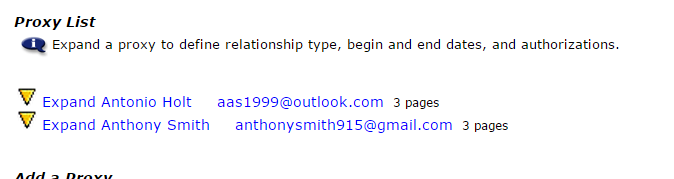 Proxy List
Expand a proxy to define relationship type, begin and end dates, and authorizations.
Expand Antonio Holt aas1999@outlook.com 3 pages
Expand Anthony Smith anthonysmith915@gmail.com 3 pages
Add a Proxy